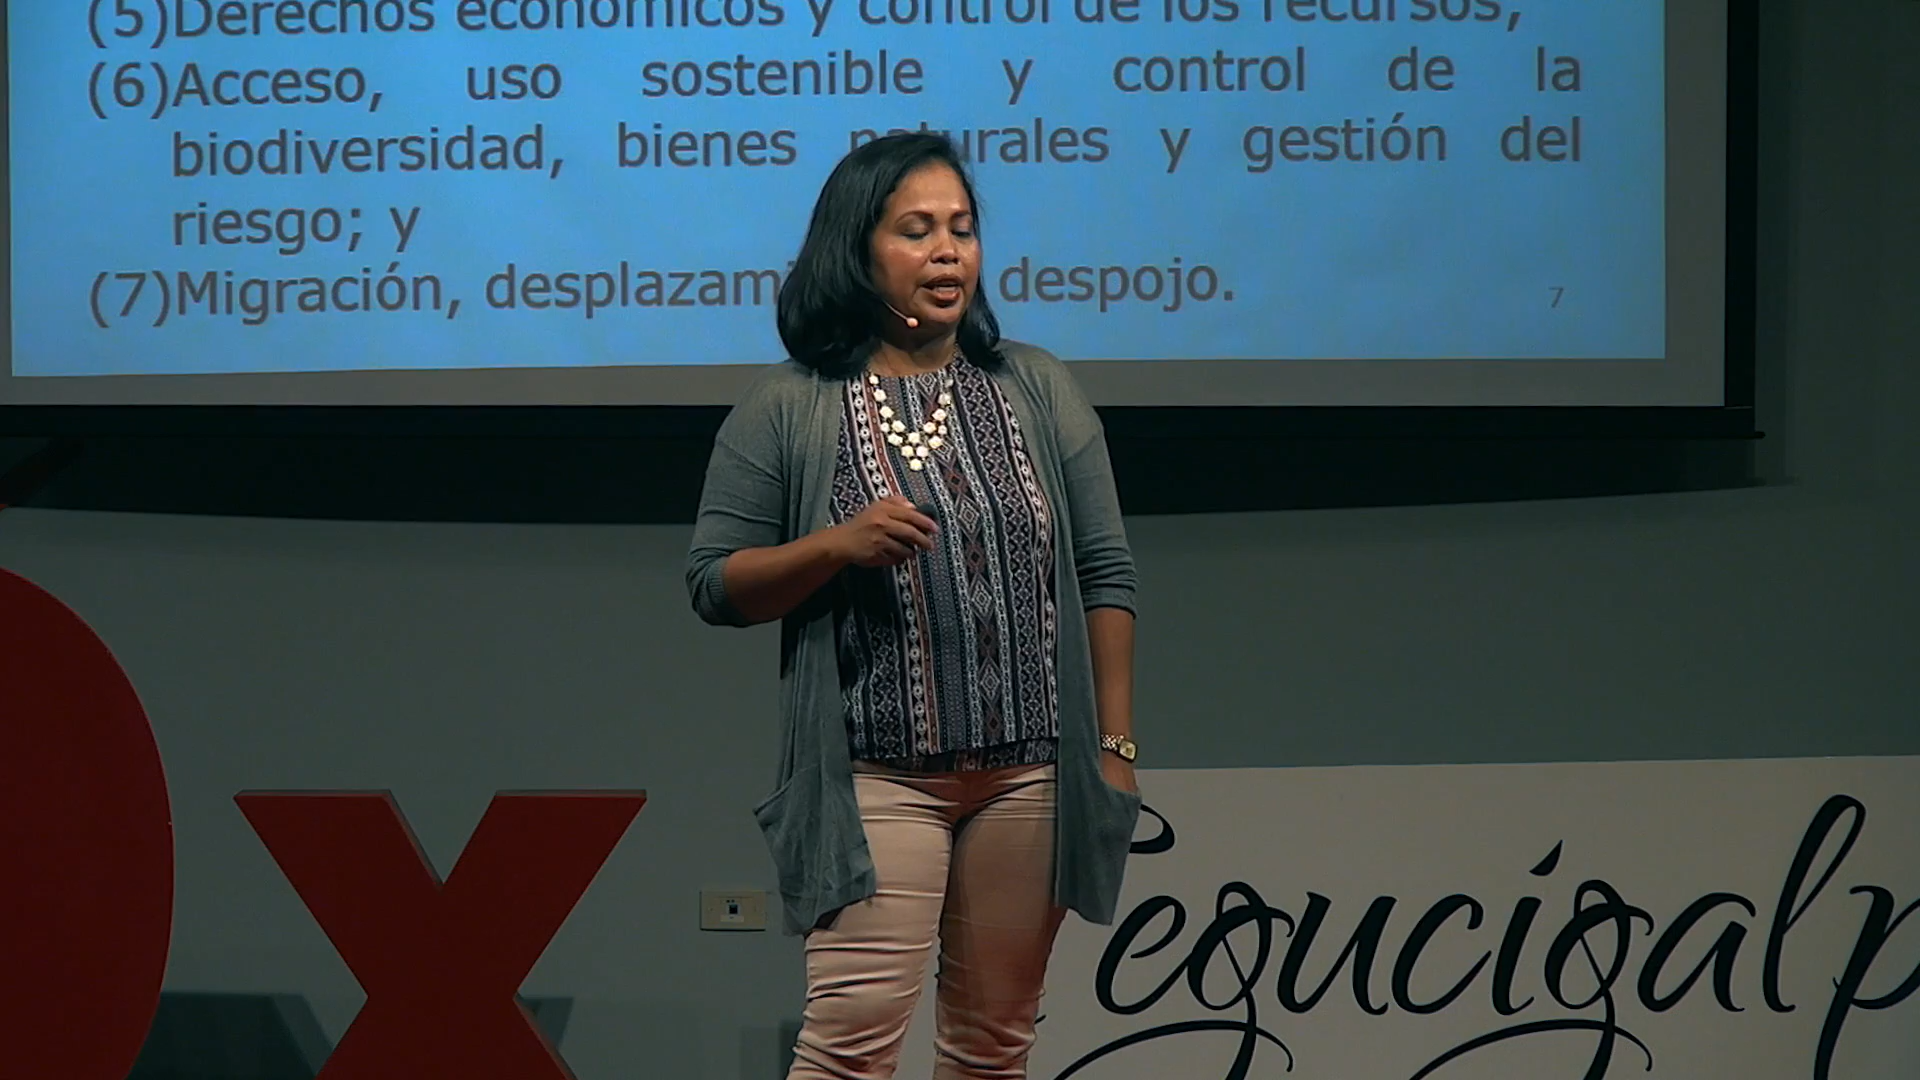 (5)Derechos económicos y control de los recursos,
(6)Acceso, uso sostenible y control de la
biodiversidad, bienes naturales y gestión del
riesgo; y
(7)Migración, desplazam despojo.
7
x
Tegucigalp